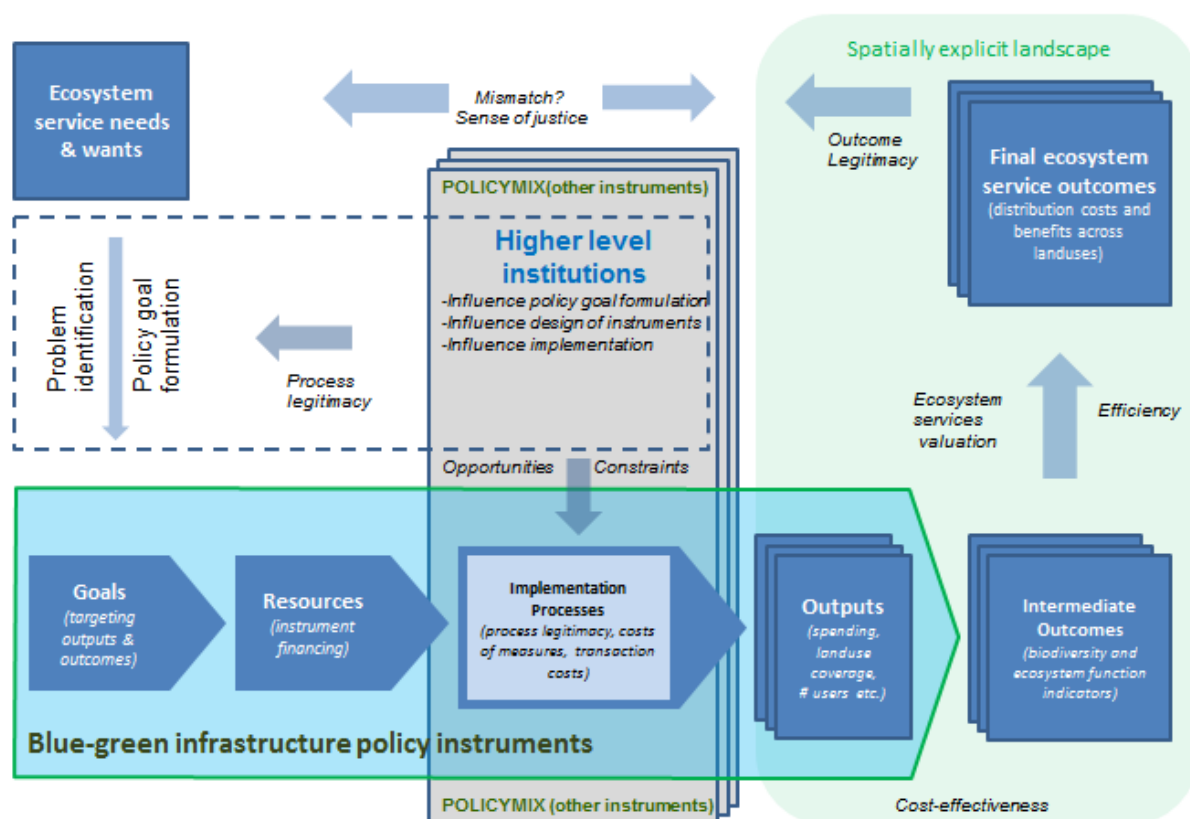 Spatially explicit landscape
Ecosystem
service needs
& wants
Mismatch?
Sense of justice
Outcome
Legitimacy
Final ecosystem
service outcomes
(distribution costs and
benefits across
landuses)
POLICYMIX(other instruments)
Higher level
institutions
-Influence policy goal formulation
-Influence design of instruments
-Influence implementation
Problem
identification
Policy goal
formulation
Process
legitimacy
Ecosystem
services
valuation
Efficiency
Opportunities
Constraints
Goals
(targeting
outputs &
outcomes)
Resources
(instrument
financing)
Implementation
Processes
(process legitimacy, costs
of measures, transaction
costs)
Outputs
(spending,
landuse
coverage,
# users etc.)
Intermediate
Outcomes
(biodiversity and
ecosystem function
indicators)
Blue-green infrastructure policy instruments
POLICYMIX (other instruments)
Cost-effectiveness